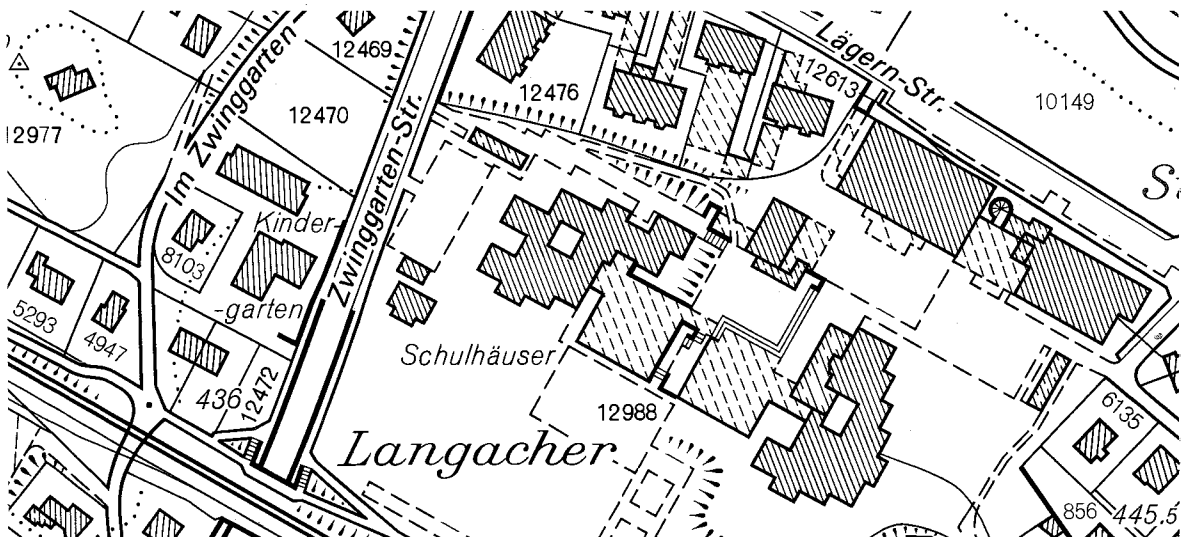 12469
Lägern-Str.
12613
12476
10149
12470
12977
Im Zwinggarten
Zwinggarten-Str.
Kinder-
-garten
8103
5293
4947
436
12472
Schulhäuser
12988
Langacher
6135
856
445.5